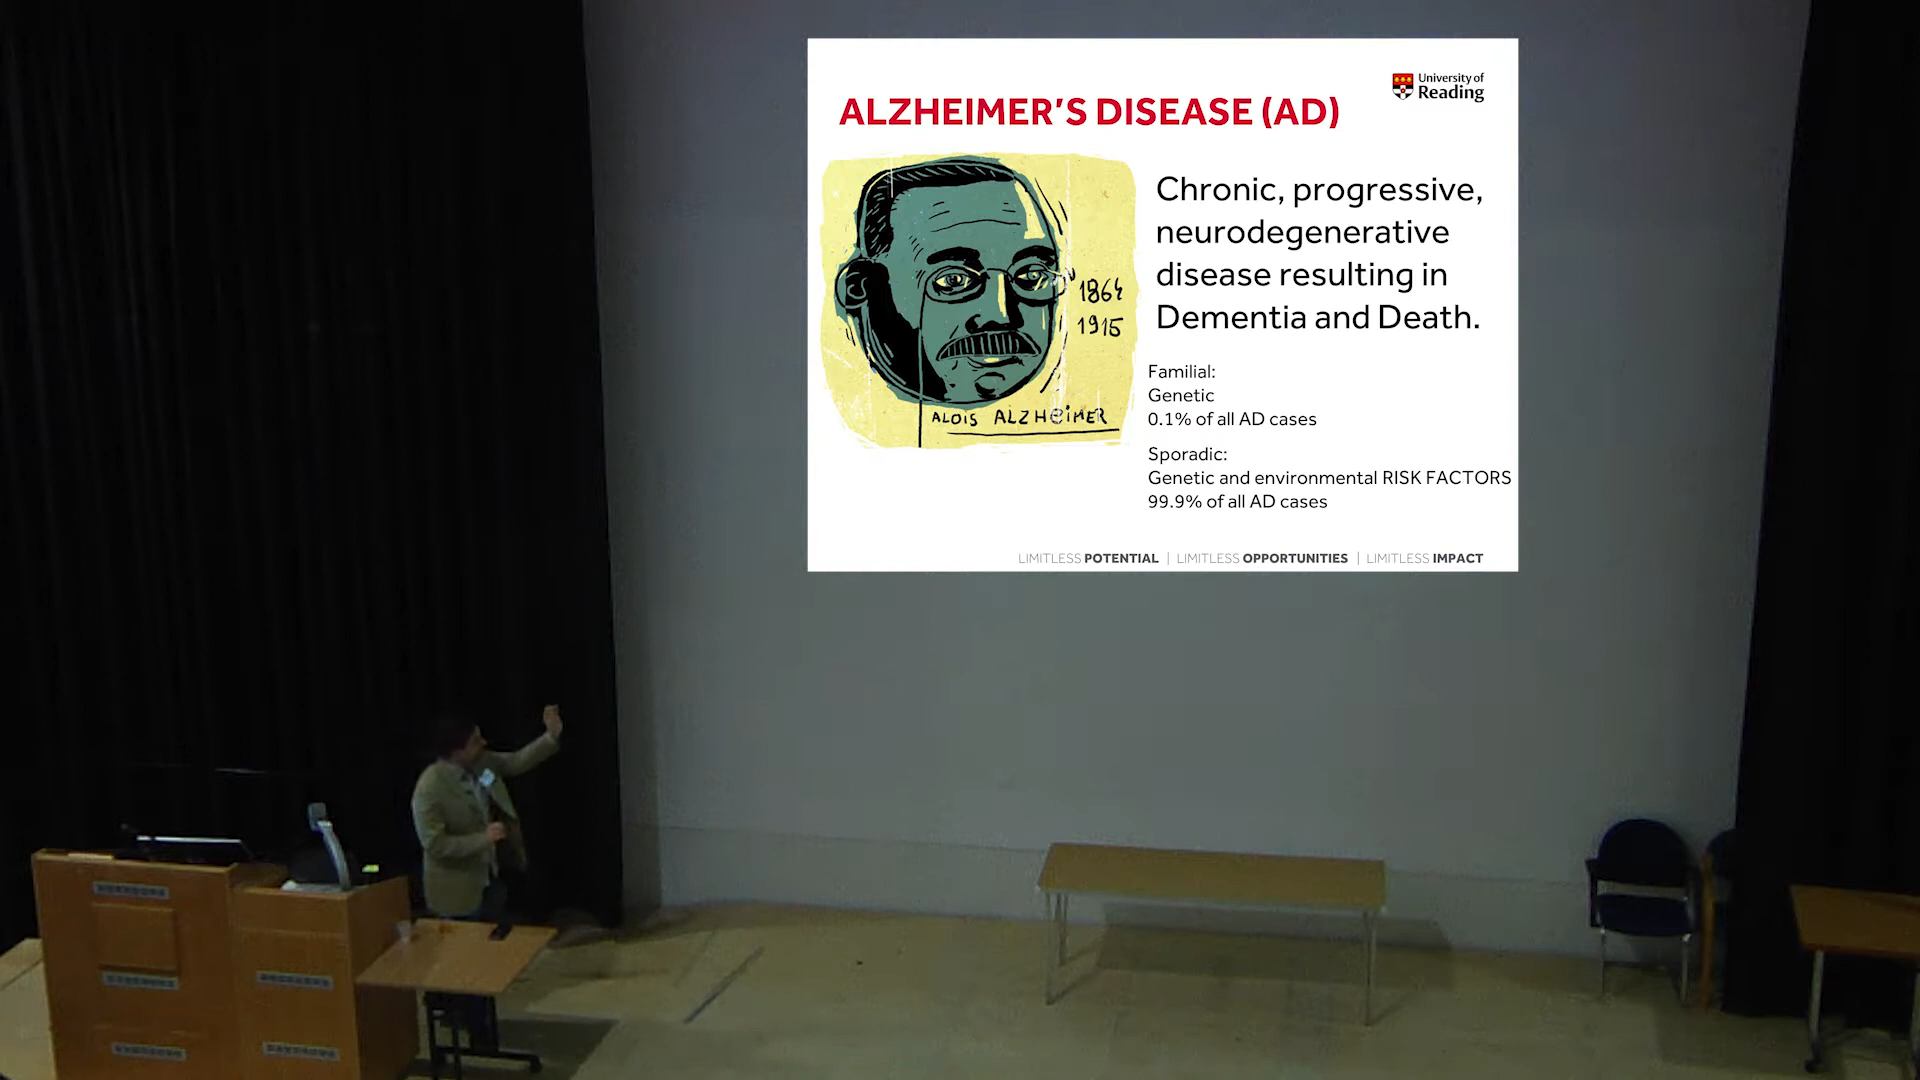 University of
Reading
ALZHEIMER'S DISEASE (AD)
1864
1915
ALOIS ALZHEIMER
Chronic, progressive,
neurodegenerative
disease resulting in
Dementia and Death.
Familial:
Genetic
0.1% of all AD cases
Sporadic:
Genetic and environmental RISK FACTORS
99.9% of all AD cases
LIMITLESS POTENTIAL | LIMITLESS OPPORTUNITIES | LIMITLESS IMPACT